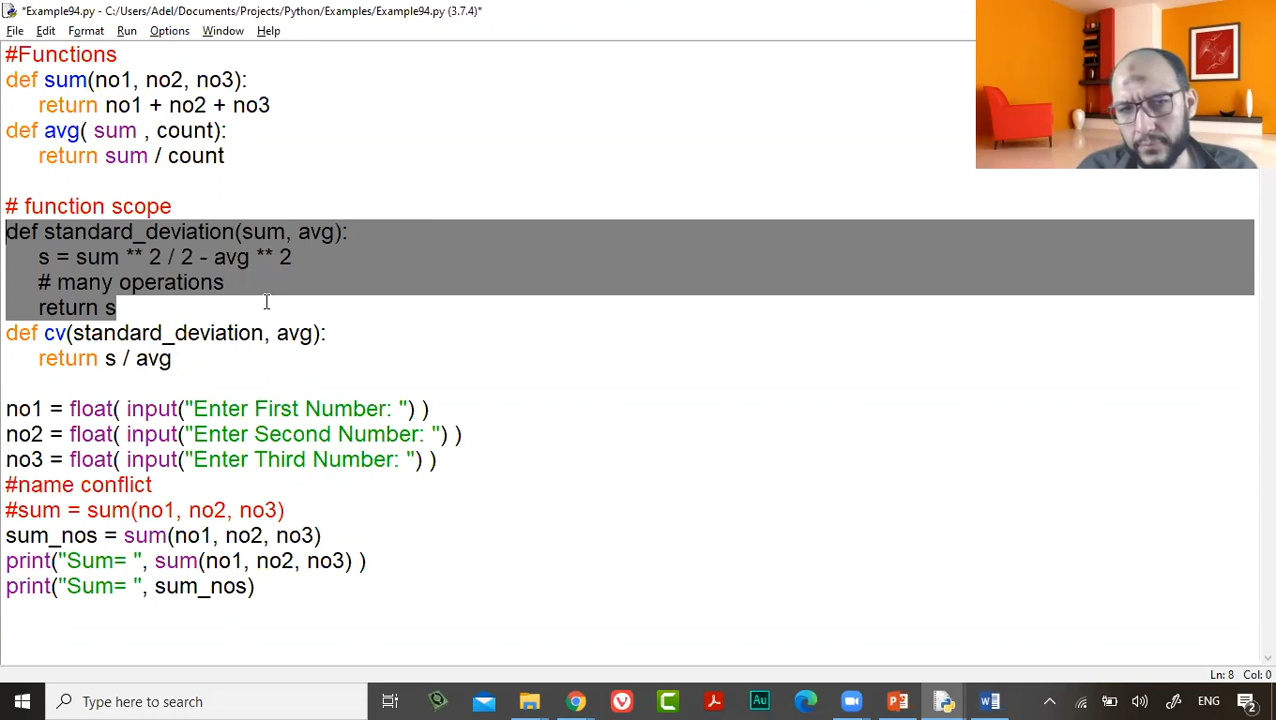 *Example94.py - C:/Users/Adel/Documents/Projects/Python/Examples/Example94.py (3.7.4)*
File Edit Format Run Options Window Help
#Functions
def sum(no1, no2, no3):
return no1 + no2 + no3
def avg( sum , count):
return sum / count
# function scope
def standard_deviation(sum, avg):
s = sum ** 2 / 2 - avg ** 2
# many operations
return s
def cv(standard_deviation, avg):
return s / avg
no1 = float( input("Enter First Number: ") )
no2 = float( input("Enter Second Number: ") )
no3 = float( input("Enter Third Number: ") )
#name conflict
#sum = sum(no1, no2, no3)
sum_nos = sum(no1, no2, no3)
print("Sum= ", sum(no1, no2, no3) )
print("Sum= ", sum_nos)
Ln: 8 Col: 0
Type here to search
Au
ENG
2